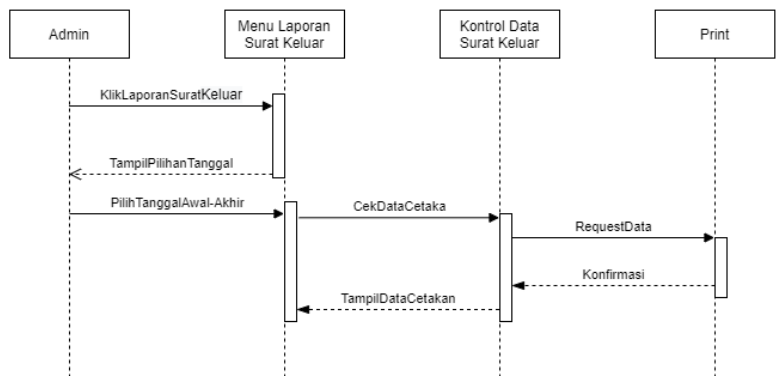 Admin
Menu Laporan
Surat Keluar
Kontrol Data
Surat Keluar
Print
KlikLaporanSuratKeluar
TampilPilihanTanggal
PilihTanggalAwal-Akhir
CekDataCetaka
RequestData
Konfirmasi
TampilDataCetakan